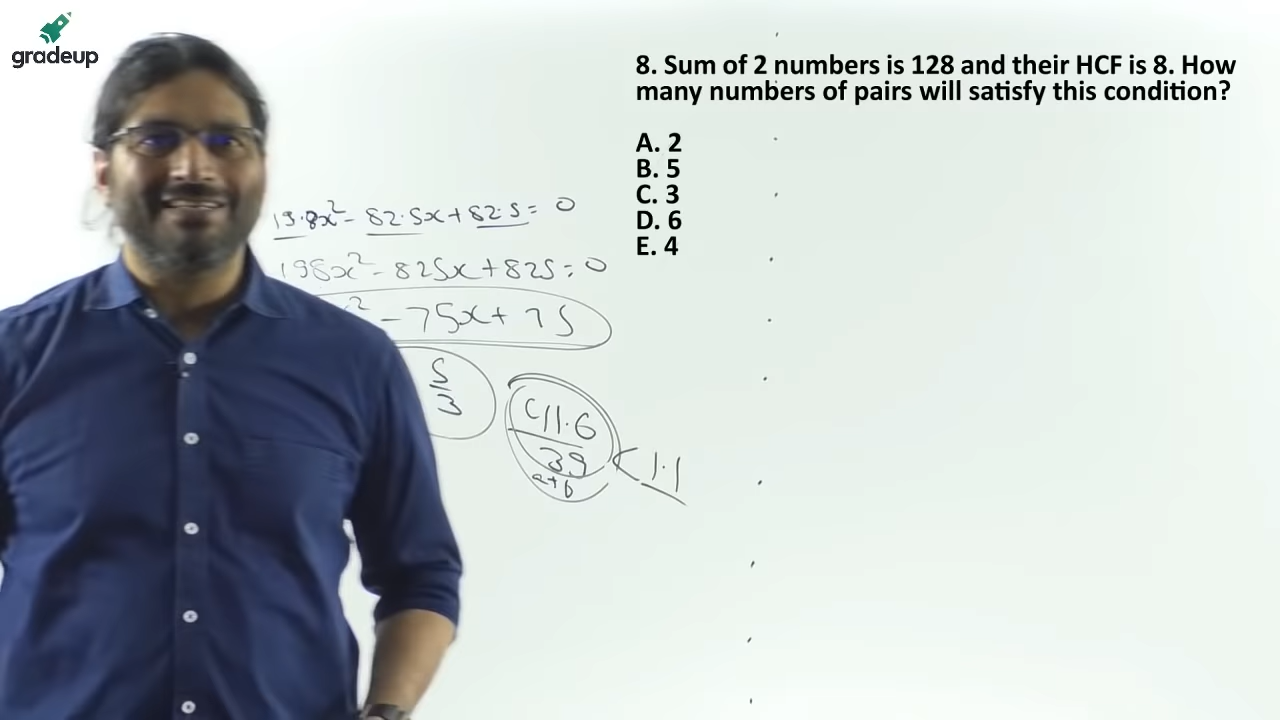 gradeup
8. Sum of 2 numbers is 128 and their HCF is 8. How
many numbers of pairs will satisfy this condition?
A. 2
B. 5
C. 3
D. 6
E. 4
19.8x² - 82.5x + 82.5 = 0
198x² - 825x + 825 = 0
² - 75x + 75
5
3
C11.6
39
a+b
< 1.1